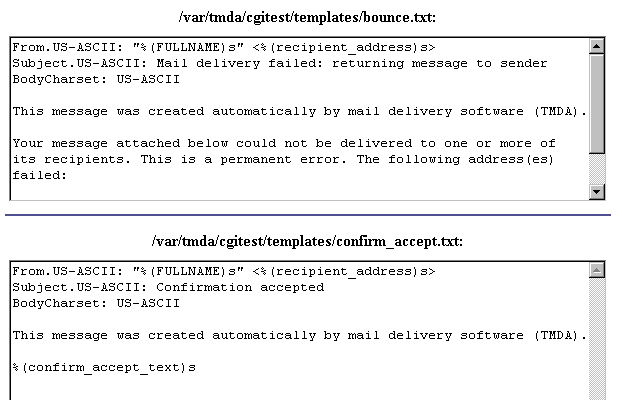 /var/tmda/cgitest/templates/bounce.txt:
From.US-ASCII: "%(FULLNAME)s" <%(recipient_address)s>
Subject.US-ASCII: Mail delivery failed: returning message to sender
BodyCharset: US-ASCII
This message was created automatically by mail delivery software (TMDA).
Your message attached below could not be delivered to one or more of
its recipients. This is a permanent error. The following address(es)
failed:
/var/tmda/cgitest/templates/confirm_accept.txt:
From.US-ASCII: "%(FULLNAME)s" <%(recipient_address)s>
Subject.US-ASCII: Confirmation accepted
BodyCharset: US-ASCII
This message was created automatically by mail delivery software (TMDA).
%(confirm_accept_text)s